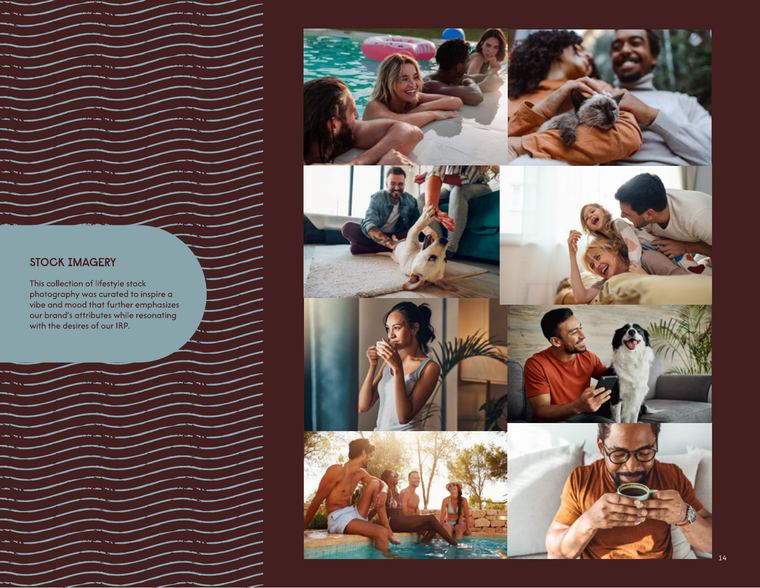 STOCK IMAGERY
This collection of lifestyle stock
photography was curated to inspire a
vibe and mood that further emphasizes
our brand's attributes while resonating
with the desires of our IRP.
14